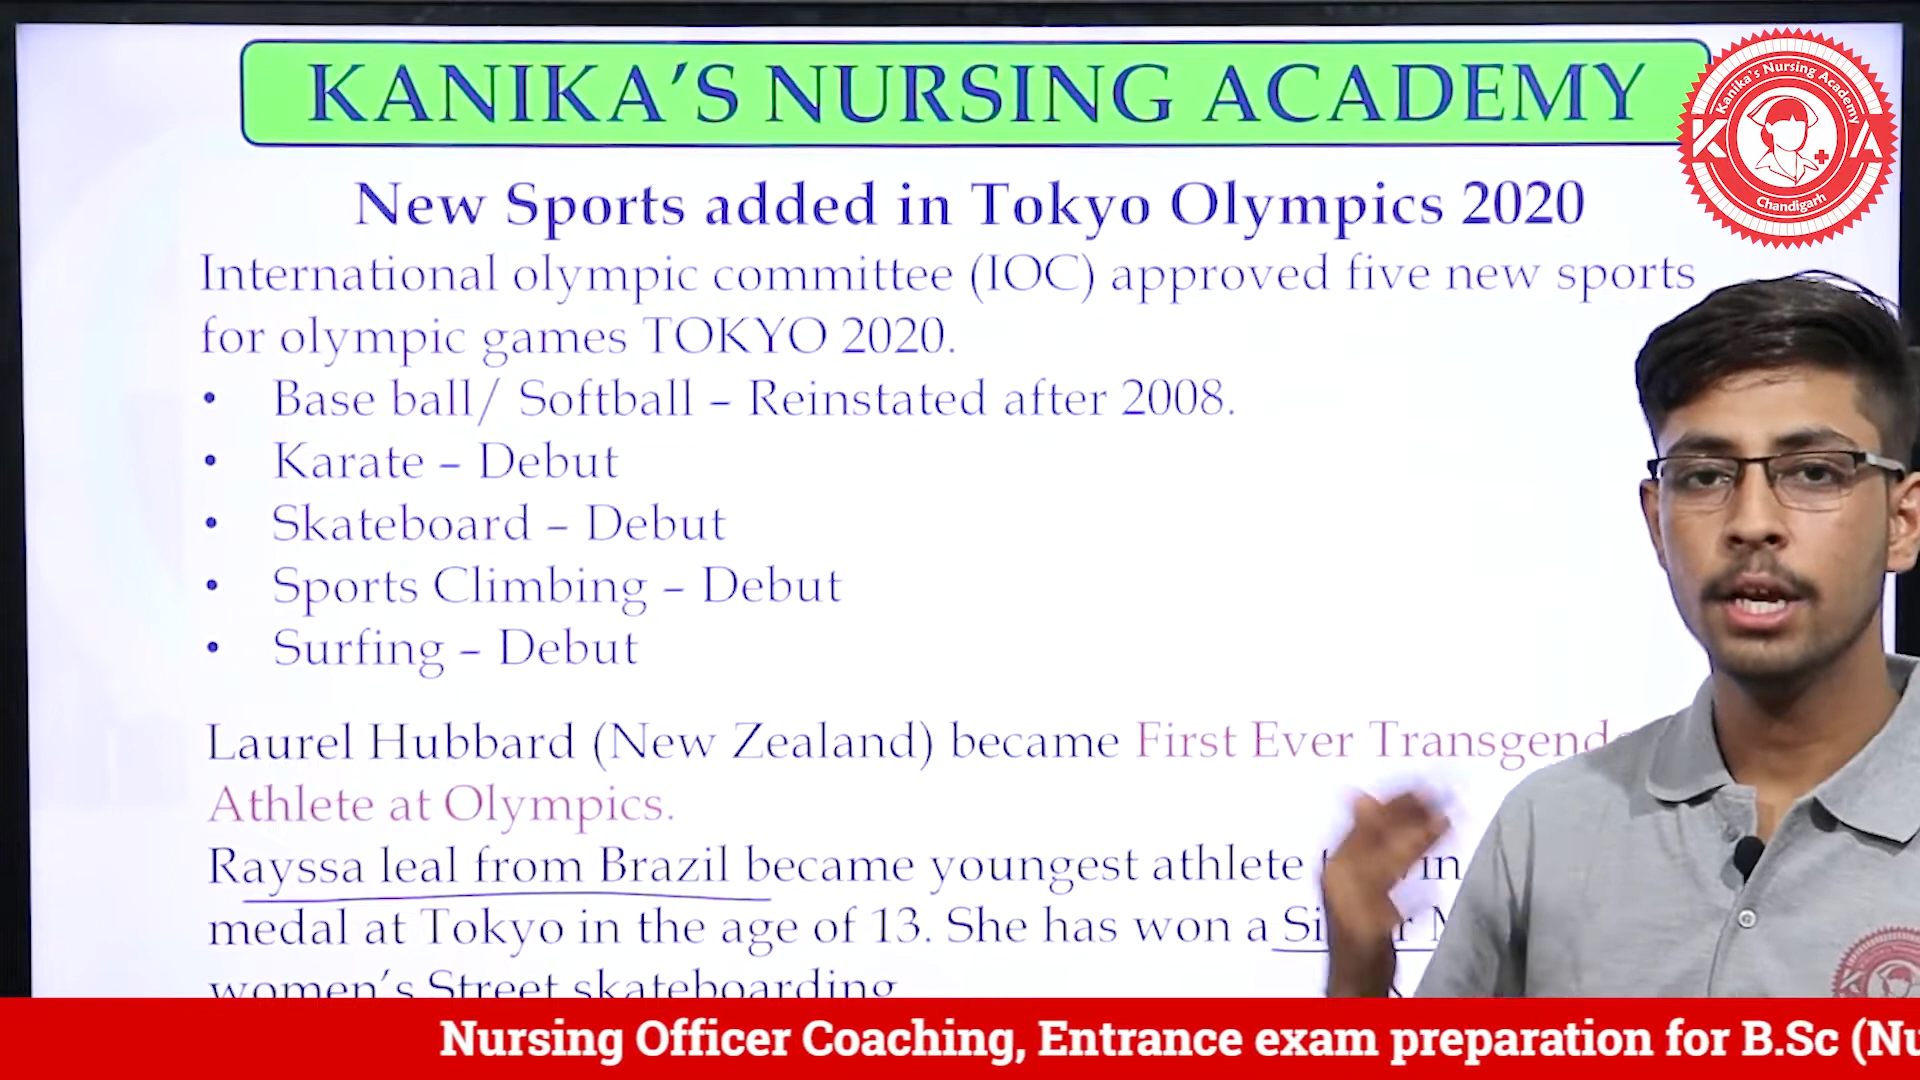 KANIKA'S NURSING ACADEMY
Kanika's Nursing Academy
K A
Chandigarh
New Sports added in Tokyo Olympics 2020
International olympic committee (IOC) approved five new sports
for olympic games TOKYO 2020.
• Base ball/ Softball – Reinstated after 2008.
• Karate – Debut
• Skateboard – Debut
• Sports Climbing – Debut
• Surfing – Debut
Laurel Hubbard (New Zealand) became First Ever
Athlete at Olympics.
Rayssa leal from Brazil became youngest athlete
medal at Tokyo in the age of 13. She has won a
women's Street skateboarding
Nursing Officer Coaching, Entrance exam preparation for B.Sc